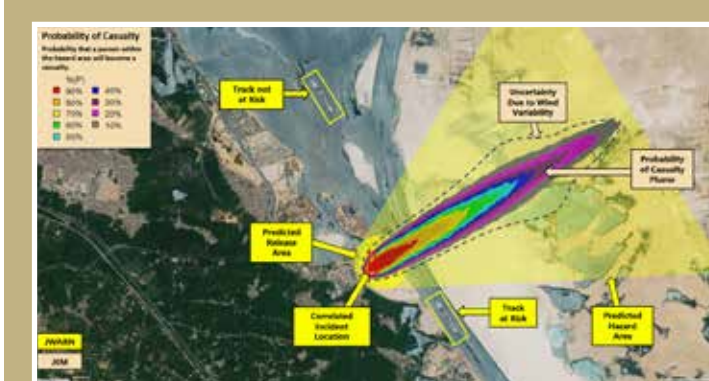 Probability of Casualty
Probability that a person within
the hazard area will become a
casualty.
%(P)
90% 40%
80% 30%
70% 20%
60% 10%
50%
Track not
at Risk
Uncertainty
Due to Wind
Variability
Probability
of Casualty
Plume
Predicted
Release
Area
Correlated
Incident
Location
Track
at Risk
Predicted
Hazard
Area
JWARN
JEM